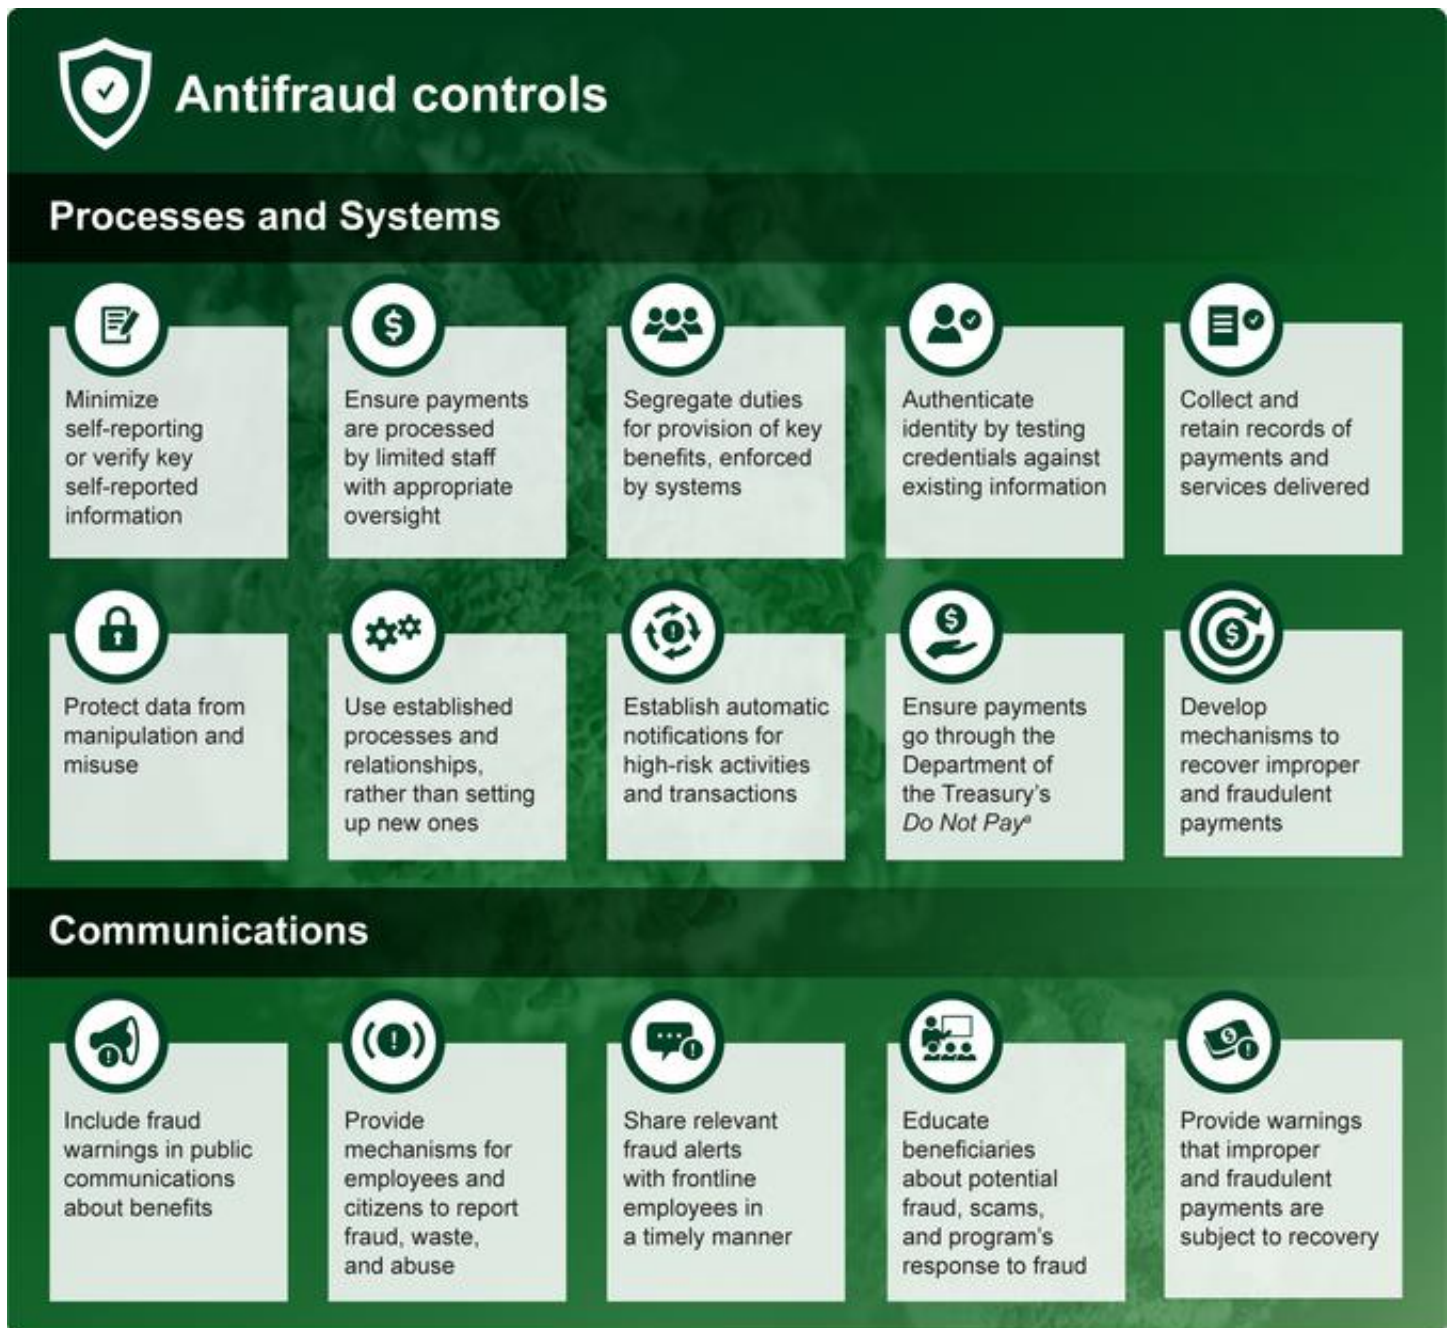 Antifraud controls
Processes and Systems
Minimize
self-reporting
or verify key
self-reported
information
Ensure payments
are processed
by limited staff
with appropriate
oversight
Segregate duties
for provision of key
benefits, enforced
by systems
Authenticate
identity by testing
credentials against
existing information
Collect and
retain records of
payments and
services delivered
Protect data from
manipulation and
misuse
Use established
processes and
relationships,
rather than setting
up new ones
Establish automatic
notifications for
high-risk activities
and transactions
Ensure payments
go through the
Department of
the Treasury's
Do Not Payᵃ
Develop
mechanisms to
recover improper
and fraudulent
payments
Communications
Include fraud
warnings in public
communications
about benefits
Provide
mechanisms for
employees and
citizens to report
fraud, waste,
and abuse
Share relevant
fraud alerts
with frontline
employees in
a timely manner
Educate
beneficiaries
about potential
fraud, scams,
and program's
response to fraud
Provide warnings
that improper
and fraudulent
payments are
subject to recovery